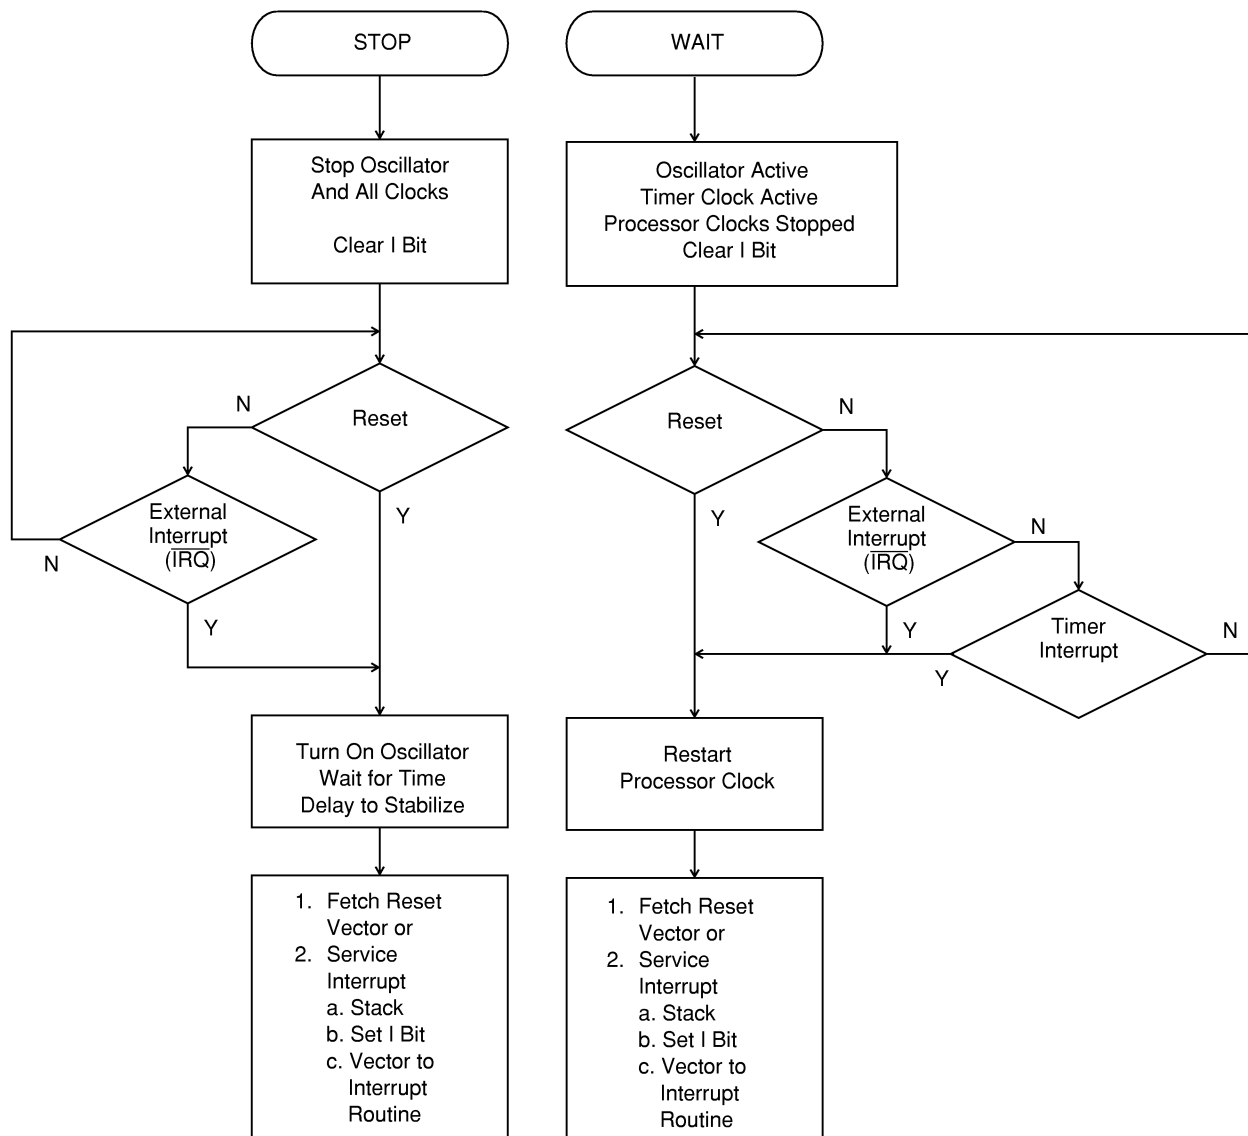 STOP
Stop Oscillator
And All Clocks
Clear I Bit
Reset
N
Y
External
Interrupt
(IRQ)
N
Y
Turn On Oscillator
Wait for Time
Delay to Stabilize
1. Fetch Reset
Vector or
2. Service
Interrupt
a. Stack
b. Set I Bit
c. Vector to
Interrupt
Routine
WAIT
Oscillator Active
Timer Clock Active
Processor Clocks Stopped
Clear I Bit
Reset
N
Y
External
Interrupt
(IRQ)
N
Y
Timer
Interrupt
N
Y
Restart
Processor Clock
1. Fetch Reset
Vector or
2. Service
Interrupt
a. Stack
b. Set I Bit
c. Vector to
Interrupt
Routine